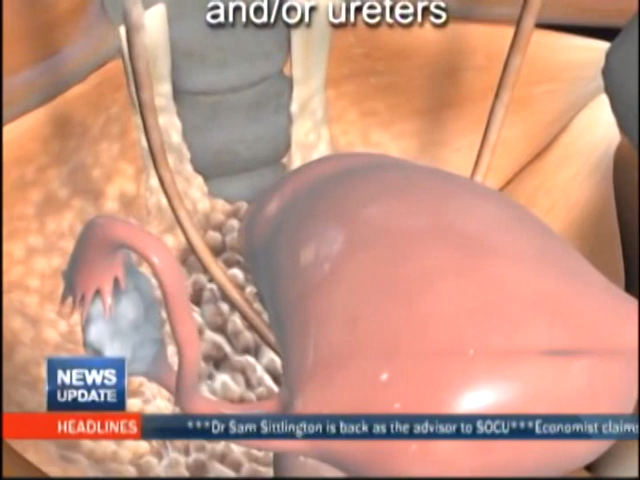 and/or ureters
NEWS
UPDATE
HEADLINES
***Dr Sam Sittlington is back as the advisor to SOCU***Economist claim